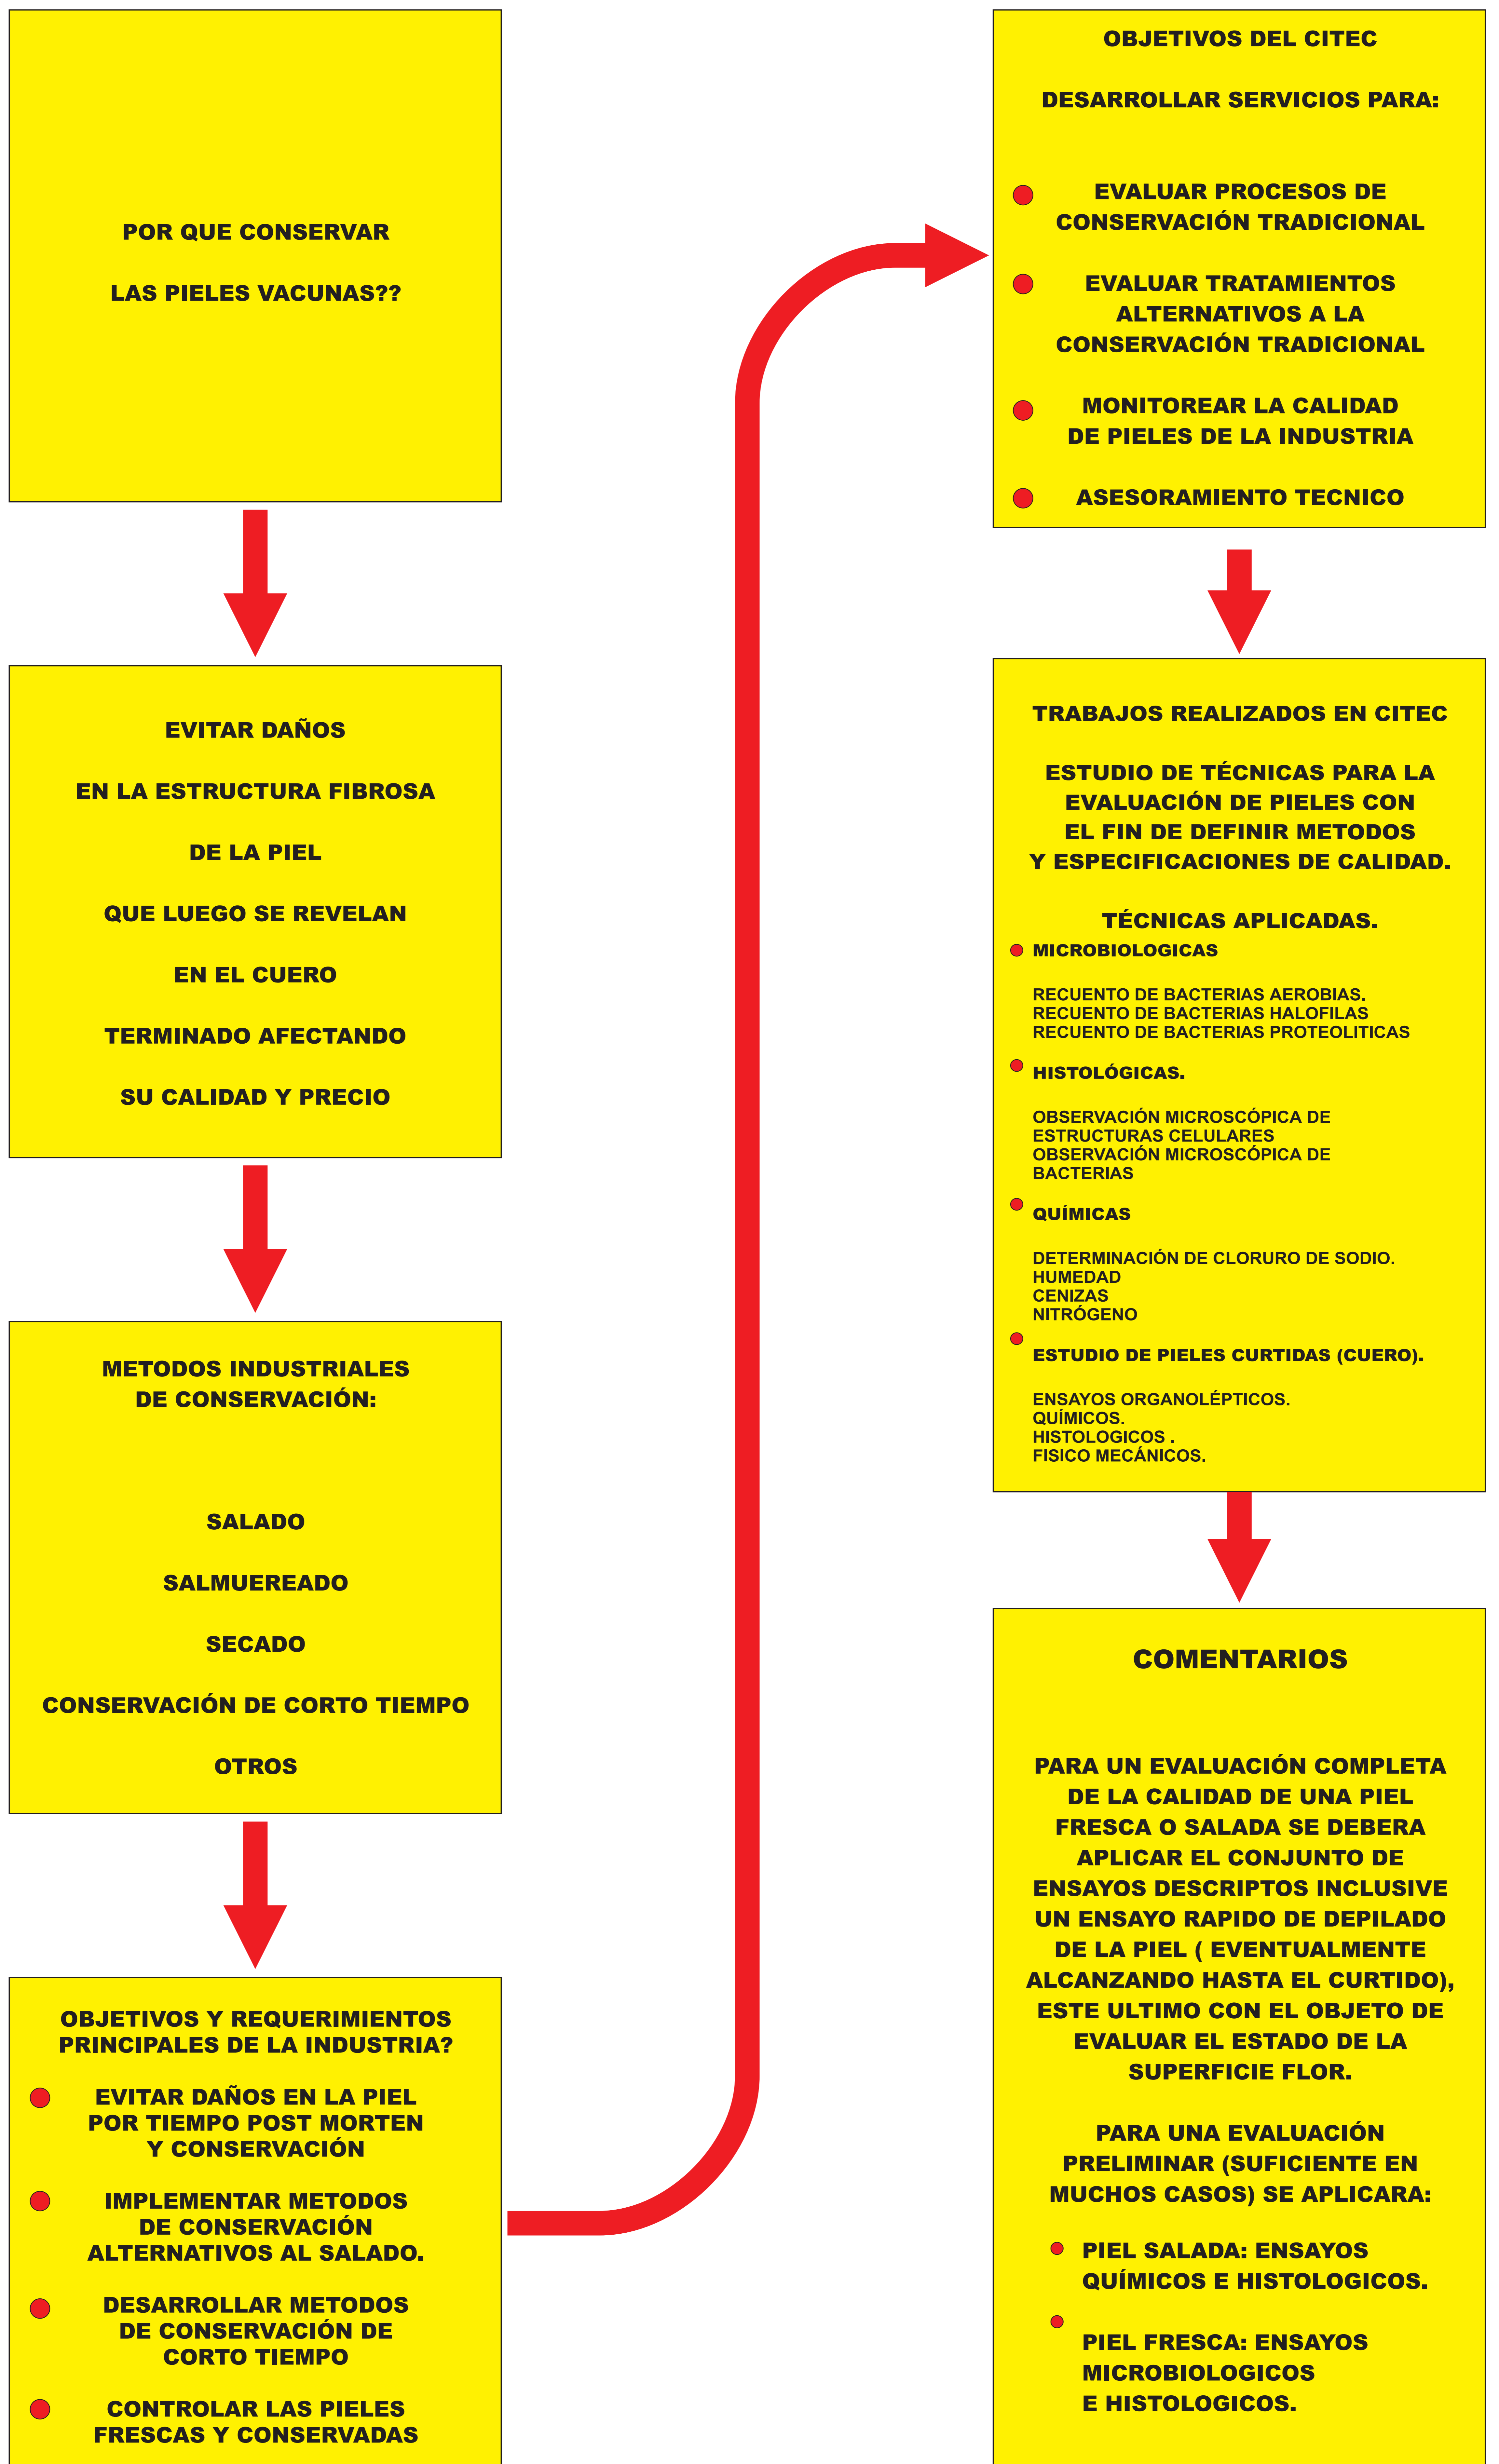 POR QUE CONSERVAR
LAS PIELES VACUNAS??
EVITAR DAÑOS
EN LA ESTRUCTURA FIBROSA
DE LA PIEL
QUE LUEGO SE REVELAN
EN EL CUERO
TERMINADO AFECTANDO
SU CALIDAD Y PRECIO
METODOS INDUSTRIALES
DE CONSERVACIÓN:
SALADO
SALMUEREADO
SECADO
CONSERVACIÓN DE CORTO TIEMPO
OTROS
OBJETIVOS Y REQUERIMIENTOS
PRINCIPALES DE LA INDUSTRIA?
EVITAR DAÑOS EN LA PIEL
POR TIEMPO POST MORTEN
Y CONSERVACIÓN
IMPLEMENTAR METODOS
DE CONSERVACIÓN
ALTERNATIVOS AL SALADO.
DESARROLLAR METODOS
DE CONSERVACIÓN DE
CORTO TIEMPO
CONTROLAR LAS PIELES
FRESCAS Y CONSERVADAS
OBJETIVOS DEL CITEC
DESARROLLAR SERVICIOS PARA:
EVALUAR PROCESOS DE
CONSERVACIÓN TRADICIONAL
EVALUAR TRATAMIENTOS
ALTERNATIVOS A LA
CONSERVACIÓN TRADICIONAL
MONITOREAR LA CALIDAD
DE PIELES DE LA INDUSTRIA
ASESORAMIENTO TECNICO
TRABAJOS REALIZADOS EN CITEC
ESTUDIO DE TÉCNICAS PARA LA
EVALUACIÓN DE PIELES CON
EL FIN DE DEFINIR METODOS
Y ESPECIFICACIONES DE CALIDAD.
TÉCNICAS APLICADAS.
MICROBIOLOGICAS
RECUENTO DE BACTERIAS AEROBIAS.
RECUENTO DE BACTERIAS HALOFILAS
RECUENTO DE BACTERIAS PROTEOLITICAS
HISTOLÓGICAS.
OBSERVACIÓN MICROSCÓPICA DE
ESTRUCTURAS CELULARES
OBSERVACIÓN MICROSCÓPICA DE
BACTERIAS
QUÍMICAS
DETERMINACIÓN DE CLORURO DE SODIO.
HUMEDAD
CENIZAS
NITRÓGENO
ESTUDIO DE PIELES CURTIDAS (CUERO).
ENSAYOS ORGANOLÉPTICOS.
QUÍMICOS.
HISTOLOGICOS .
FISICO MECÁNICOS.
COMENTARIOS
PARA UN EVALUACIÓN COMPLETA
DE LA CALIDAD DE UNA PIEL
FRESCA O SALADA SE DEBERA
APLICAR EL CONJUNTO DE
ENSAYOS DESCRIPTOS INCLUSIVE
UN ENSAYO RAPIDO DE DEPILADO
DE LA PIEL ( EVENTUALMENTE
ALCANZANDO HASTA EL CURTIDO),
ESTE ULTIMO CON EL OBJETO DE
EVALUAR EL ESTADO DE LA
SUPERFICIE FLOR.
PARA UNA EVALUACIÓN
PRELIMINAR (SUFICIENTE EN
MUCHOS CASOS) SE APLICARA:
PIEL SALADA: ENSAYOS
QUÍMICOS E HISTOLOGICOS.
PIEL FRESCA: ENSAYOS
MICROBIOLOGICOS
E HISTOLOGICOS.